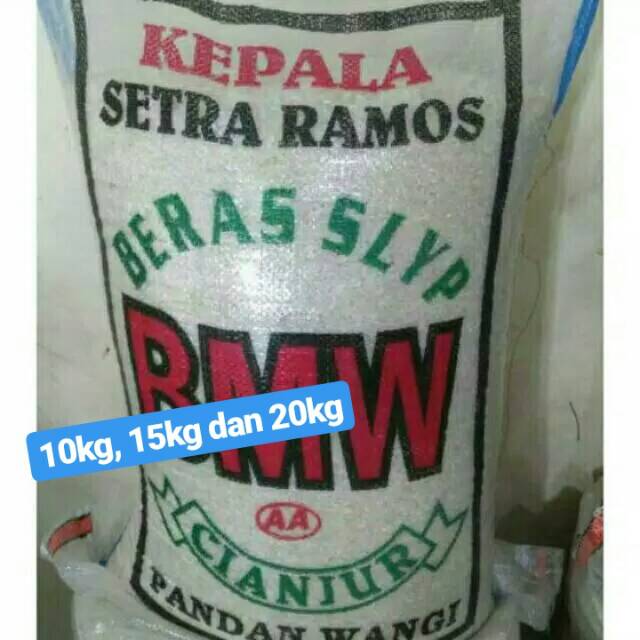 KEPALA
SETRA RAMOS
BERAS SLYP
BMW
10kg, 15kg dan 20kg
AA
CIANJUR
PANDAN WANGI